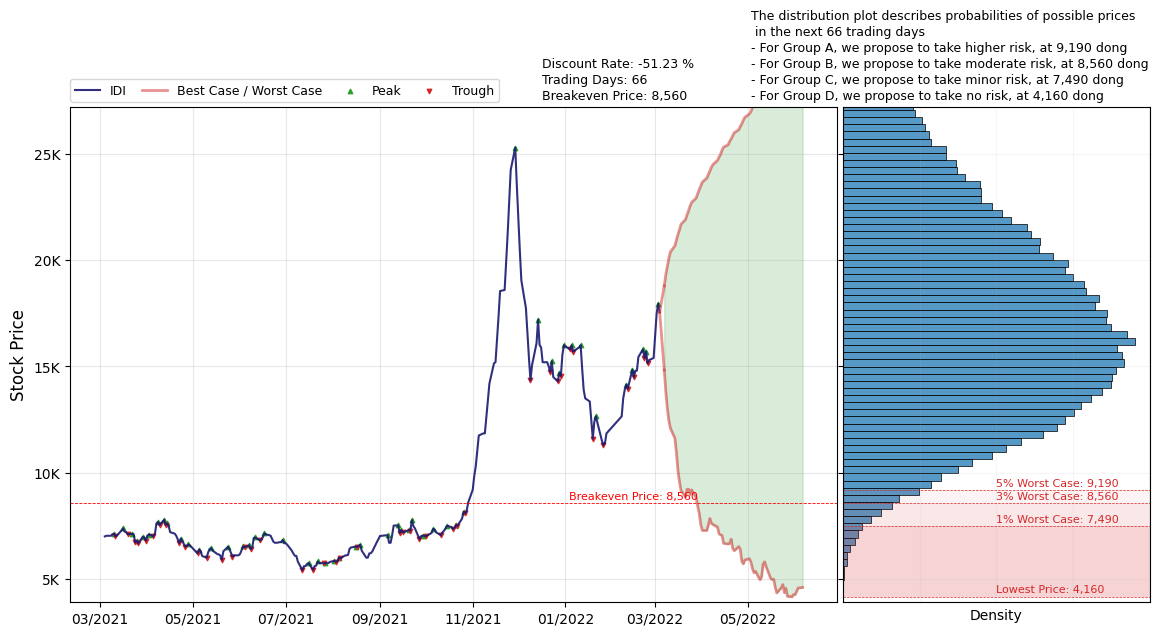 The distribution plot describes probabilities of possible prices
in the next 66 trading days
- For Group A, we propose to take higher risk, at 9,190 dong
- For Group B, we propose to take moderate risk, at 8,560 dong
- For Group C, we propose to take minor risk, at 7,490 dong
- For Group D, we propose to take no risk, at 4,160 dong
Discount Rate: -51.23 %
Trading Days: 66
Breakeven Price: 8,560
IDI
Best Case / Worst Case
Peak
Trough
Stock Price
25K
20K
15K
10K
5K
Breakeven Price: 8,560
5% Worst Case: 9,190
3% Worst Case: 8,560
1% Worst Case: 7,490
Lowest Price: 4,160
03/2021
05/2021
07/2021
09/2021
11/2021
01/2022
03/2022
05/2022
Density